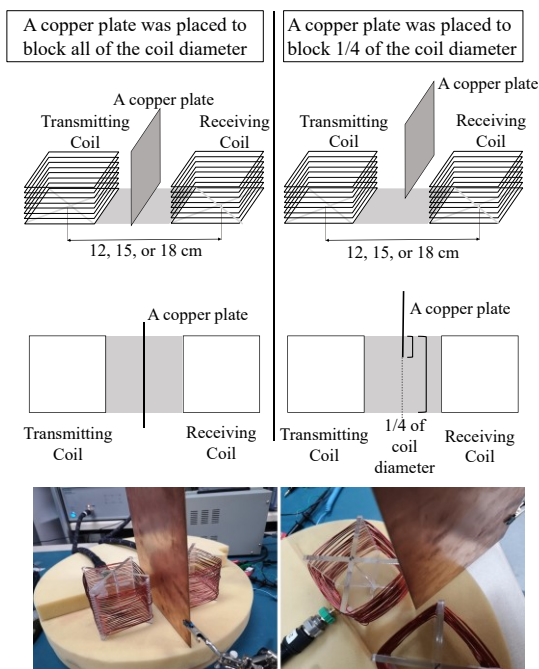 A copper plate was placed to
block all of the coil diameter
A copper plate
Transmitting
Coil
Receiving
Coil
12, 15, or 18 cm
A copper plate
Transmitting
Coil
Receiving
Coil
A copper plate was placed to
block 1/4 of the coil diameter
A copper plate
Transmitting
Coil
Receiving
Coil
12, 15, or 18 cm
A copper plate
Transmitting
Coil
1/4 of
coil
diameter
Receiving
Coil